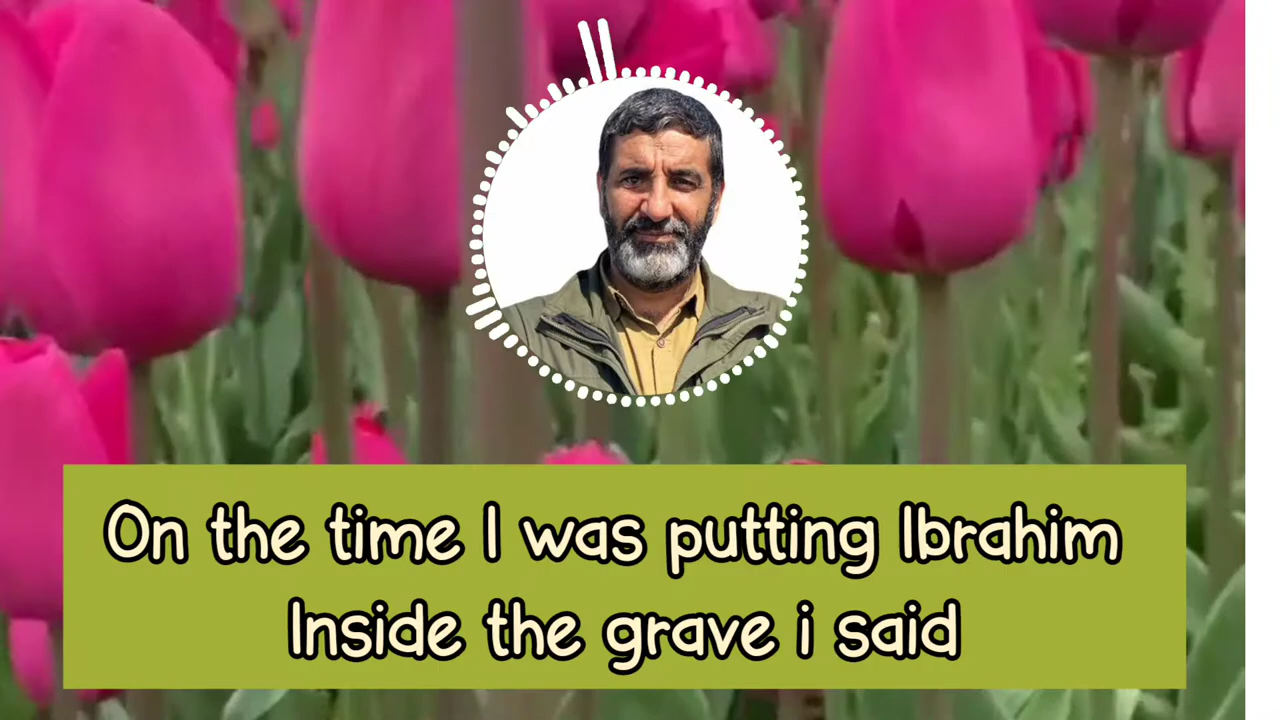 On the time I was putting Ibrahim
Inside the grave i said